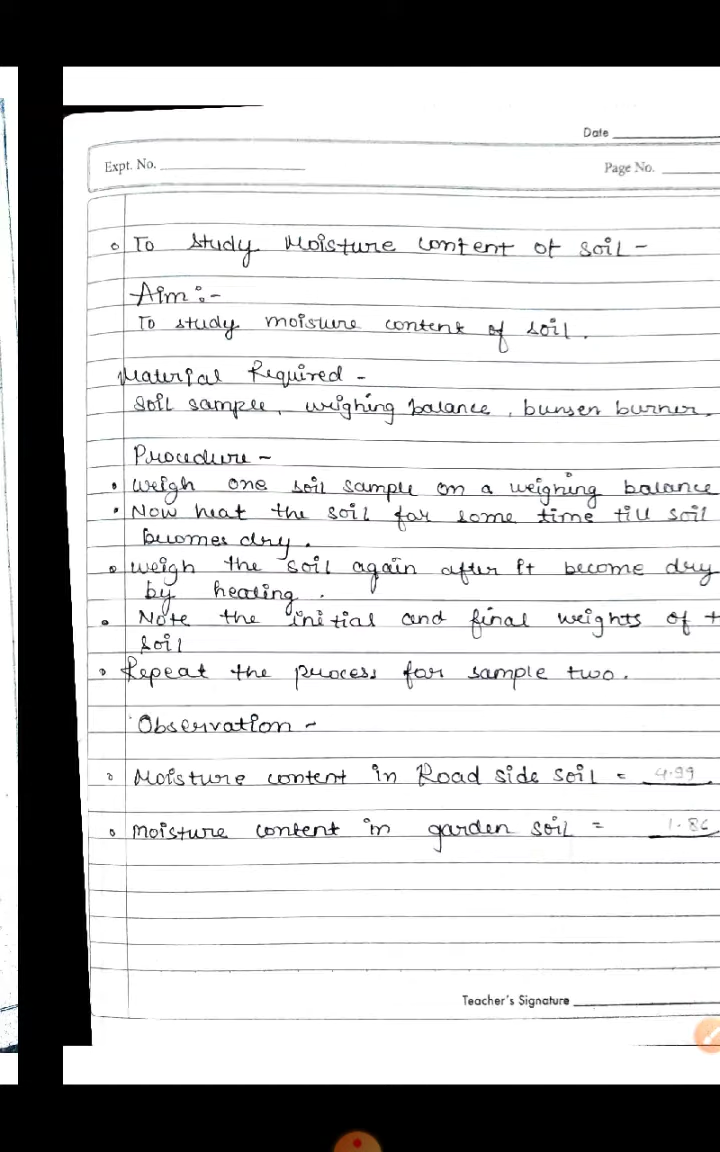 Date
Expt. No.
Page No.
To study Moisture content of soil -
Aim :-
To study moisture content of soil.
Material Required -
Soil sample, weighing balance, bunsen burner,
Procedure -
Weigh one soil sample on a weighing balance
Now heat the soil for some time till soil
becomes dry.
Weigh the soil again after it become dry
by heating.
Note the initial and final weights of
soil
Repeat the process for sample two.
Observation -
Moisture content in Road side soil = 4.99
Moisture content in garden soil = 1.86
Teacher's Signature